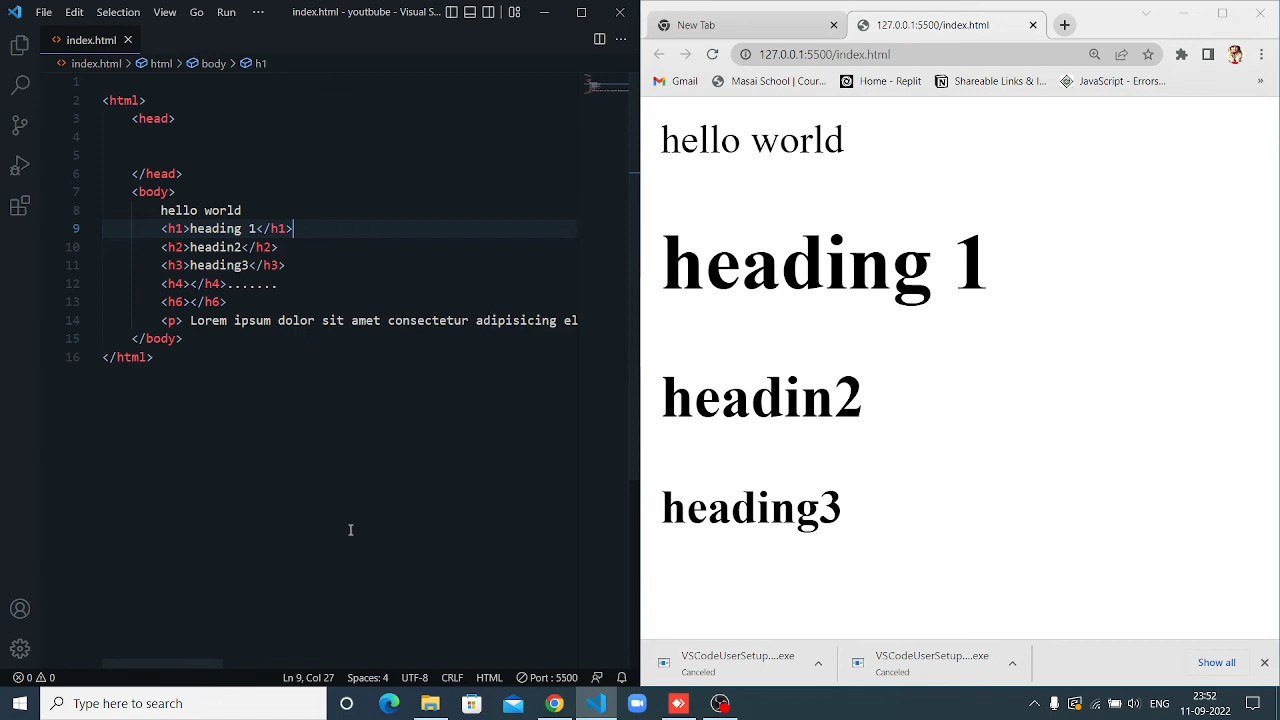 File Edit Selection View Go Run ··· index.html - youtbube - Visual S...
index.html
index.html > html > body > h1
1
2 <html>
3 <head>
4
5
6 </head>
7 <body>
8 hello world
9 <h1>heading 1</h1>
10 <h2>headin2</h2>
11 <h3>heading3</h3>
12 <h4></h4>.......
13 <h6></h6>
14 <p> Lorem ipsum dolor sit amet consectetur adipisicing el
15 </body>
16 </html>
0 0 Ln 9, Col 27 Spaces: 4 UTF-8 CRLF HTML Port : 5500
New Tab 127.0.0.1:5500/index.html
127.0.0.1:5500/index.html
Gmail Masai School | Cour... Home - Replit Shareable Links - JavaScript - Errors... »
hello world
heading 1
headin2
heading3
VSCodeUserSetup....exe VSCodeUserSetup....exe Show all
Canceled Canceled
Type here to search
ENG 23:52
11-09-2022